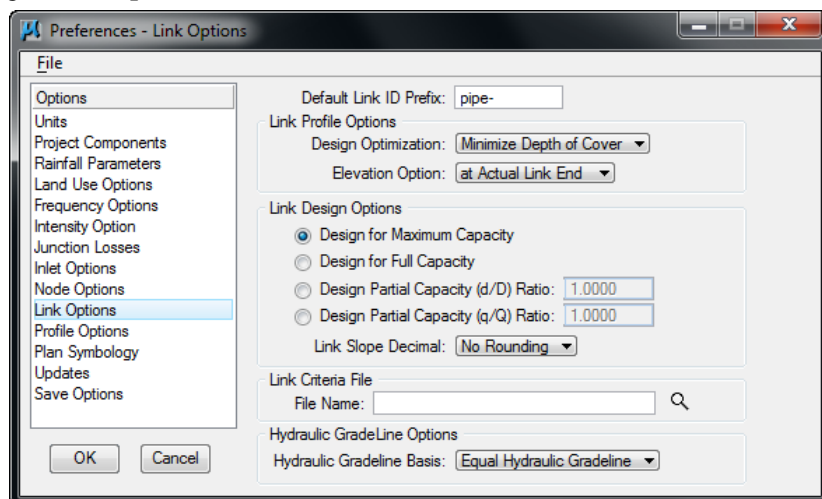 Preferences - Link Options
File
Options
Units
Project Components
Rainfall Parameters
Land Use Options
Frequency Options
Intensity Option
Junction Losses
Inlet Options
Node Options
Link Options
Profile Options
Plan Symbology
Updates
Save Options
OK Cancel
Default Link ID Prefix: pipe-
Link Profile Options
Design Optimization: Minimize Depth of Cover
Elevation Option: at Actual Link End
Link Design Options
Design for Maximum Capacity
Design for Full Capacity
Design Partial Capacity (d/D) Ratio: 1.0000
Design Partial Capacity (q/Q) Ratio: 1.0000
Link Slope Decimal: No Rounding
Link Criteria File
File Name:
Hydraulic GradeLine Options
Hydraulic Gradeline Basis: Equal Hydraulic Gradeline